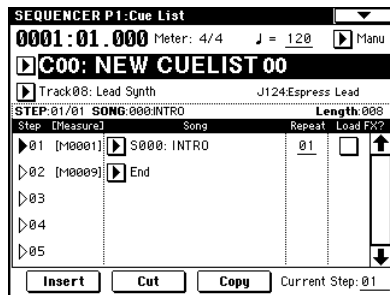 SEQUENCER P1:Cue List
0001:01.000 Meter: 4/4 ♩ = 120 Manu
C00: NEW CUELIST 00
Track08: Lead Synth J124:Espress Lead
STEP:01/01 SONG:000:INTRO Length:008
Step [Measure] Song Repeat Load FX?
01 [M0001] S000: INTRO 01
02 [M0009] End
03
04
05
Insert Cut Copy Current Step: 01